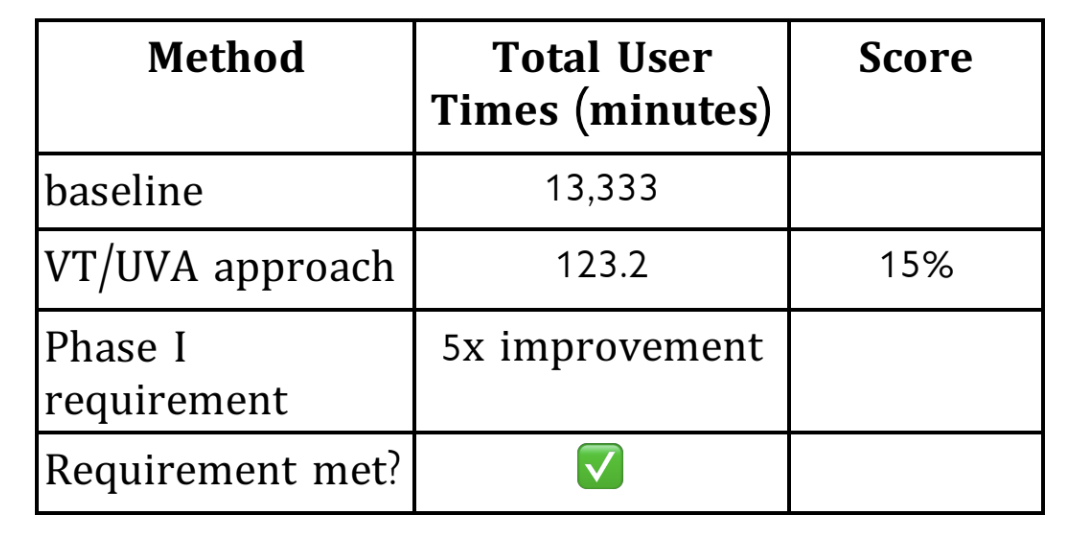 Method
Total User
Times (minutes)
Score
baseline
13,333
VT/UVA approach
123.2
15%
Phase I
requirement
5x improvement
Requirement met?
✅